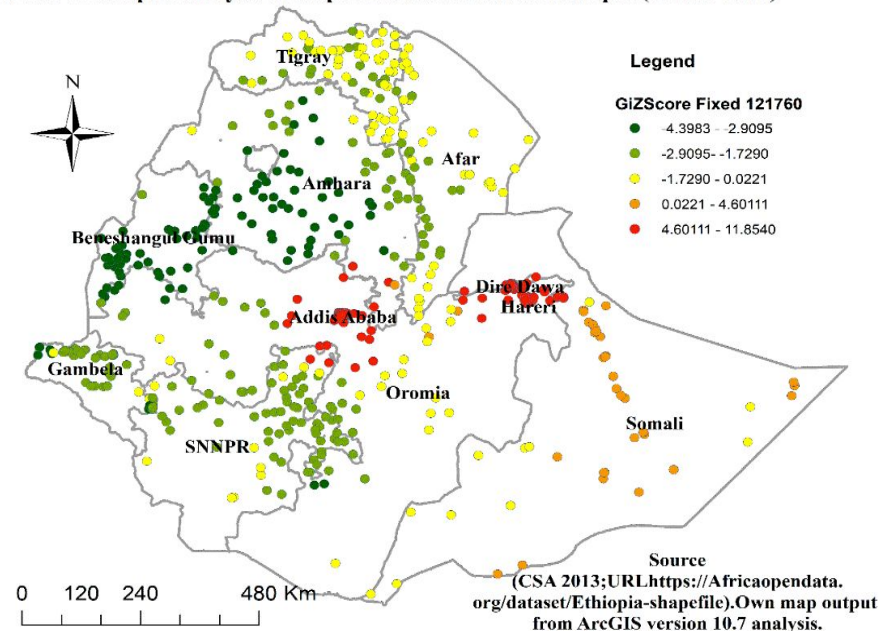 N
Legend
GiZScore Fixed 121760
-4.3983 - -2.9095
-2.9095- -1.7290
-1.7290 - 0.0221
0.0221 - 4.60111
4.60111 - 11.8540
Tigray
Afar
Amhara
Beneshangul Gumu
Dire Dawa
Hareri
Addis Ababa
Gambela
Oromia
Somali
SNNPR
0 120 240 480 Km
Source
(CSA 2013;URLhttps://Africaopendata.
org/dataset/Ethiopia-shapefile).Own map output
from ArcGIS version 10.7 analysis.